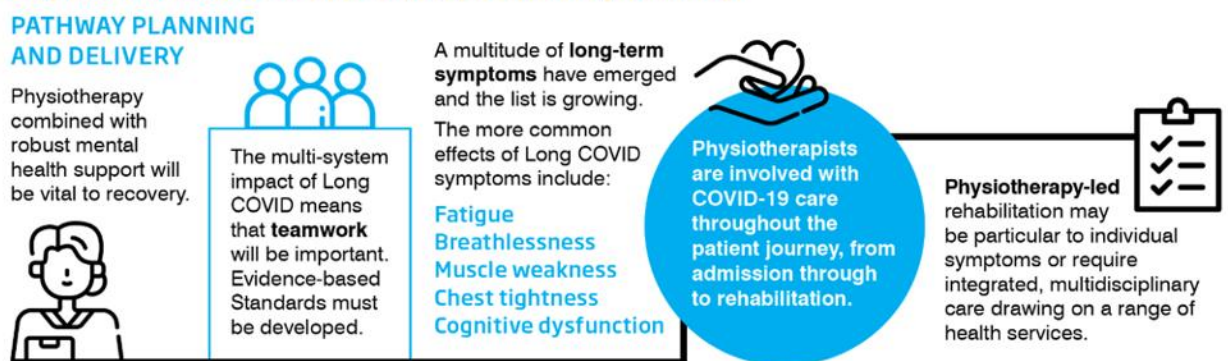 PATHWAY PLANNING
AND DELIVERY
Physiotherapy
combined with
robust mental
health support will
be vital to recovery.
The multi-system
impact of Long
COVID means
that teamwork
will be important.
Evidence-based
Standards must
be developed.
A multitude of long-term
symptoms have emerged
and the list is growing.
The more common
effects of Long COVID
symptoms include:
Fatigue
Breathlessness
Muscle weakness
Chest tightness
Cognitive dysfunction
Physiotherapists
are involved with
COVID-19 care
throughout the
patient journey, from
admission through
to rehabilitation.
Physiotherapy-led
rehabilitation may
be particular to individual
symptoms or require
integrated, multidisciplinary
care drawing on a range of
health services.